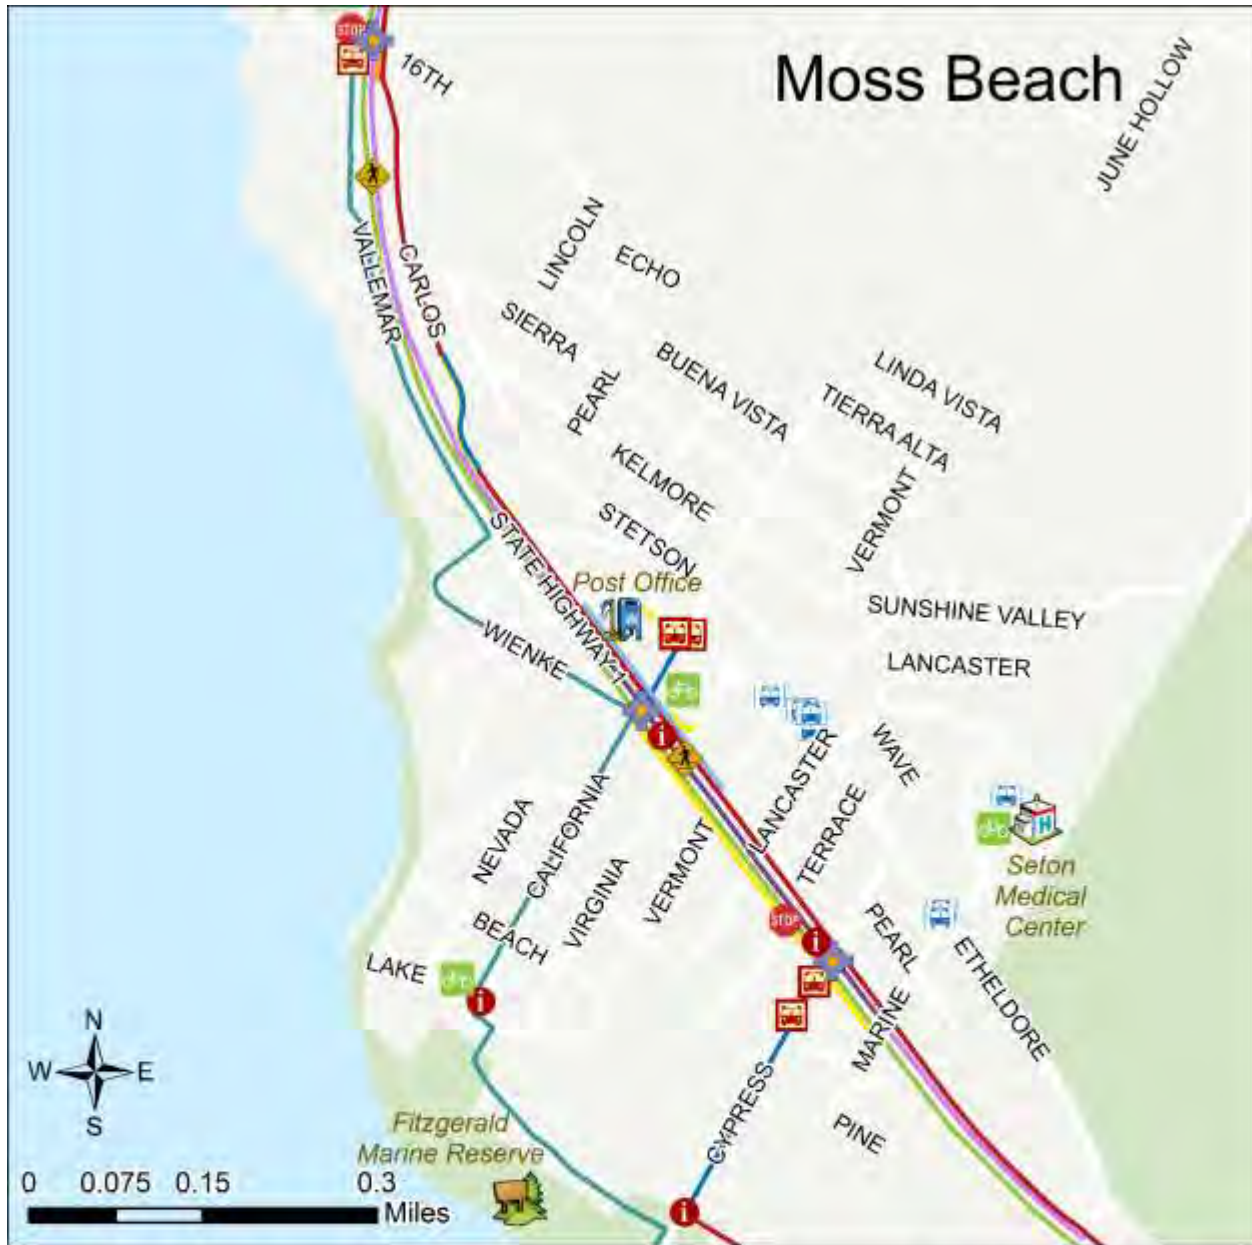 Moss Beach
STOP
16TH
JUNE HOLLOW
LINCOLN
ECHO
VALLEMAR
CARLOS
SIERRA
PEARL
BUENA VISTA
LINDA VISTA
TIERRA ALTA
KELMORE
VERMONT
STETSON
STATE HIGHWAY 1
Post Office
SUNSHINE VALLEY
WIENKE
LANCASTER
i
WAVE
LANCASTER
NEVADA
CALIFORNIA
VIRGINIA
VERMONT
TERRACE
H
Seton
Medical
Center
BEACH
STOP
PEARL
i
LAKE
i
ETHELDORE
MARINE
N
W E
S
CYPRESS
PINE
Fitzgerald
Marine Reserve
0 0.075 0.15 0.3
Miles
i